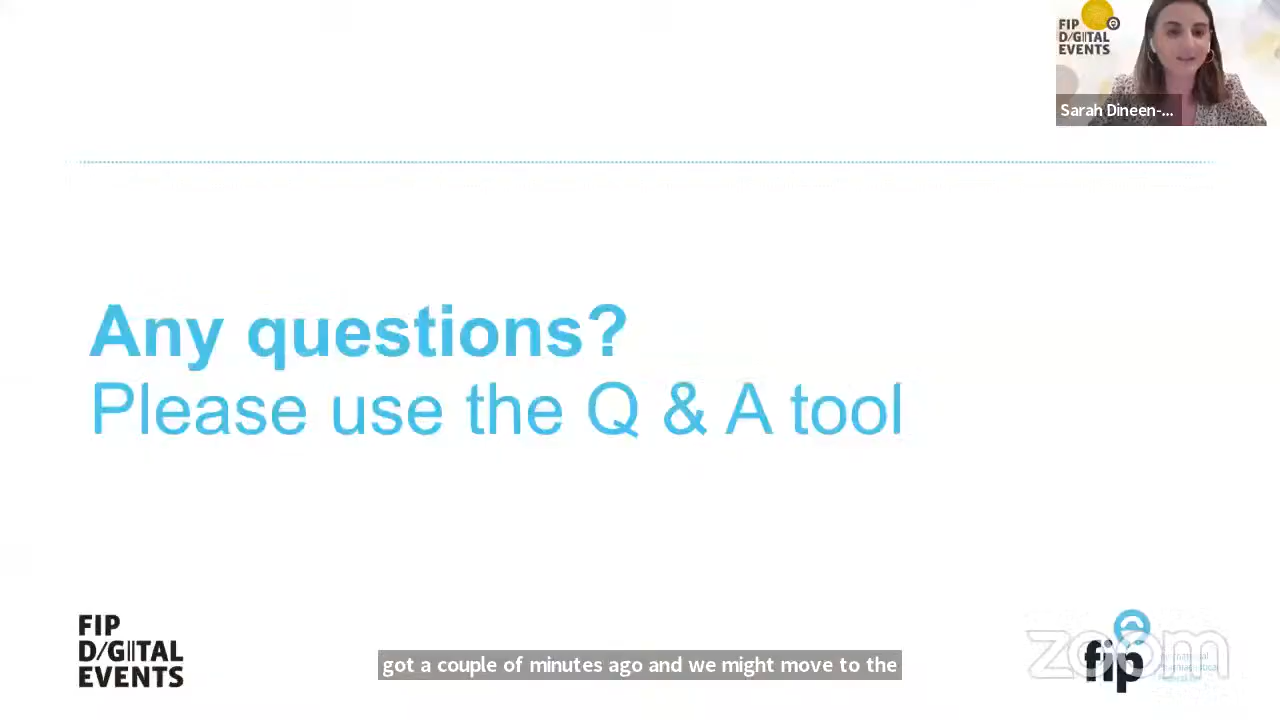 FIP
D/G|TAL
EVENTS
Sarah Dineen-...
Any questions?
Please use the Q & A tool
FIP
D/G||TAL
EVENTS
got a couple of minutes ago and we might move to the
zoom
fip